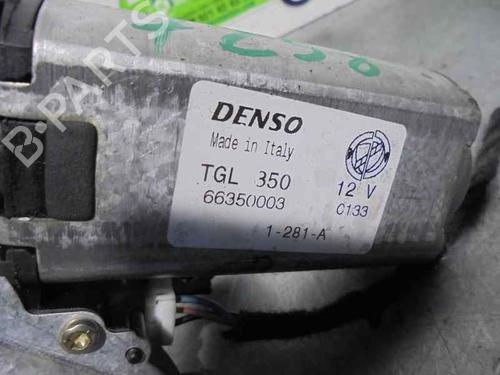 B-PARTS
DENSO
Made in Italy
TGL 350
66350003
12 V
C133
1-281-A